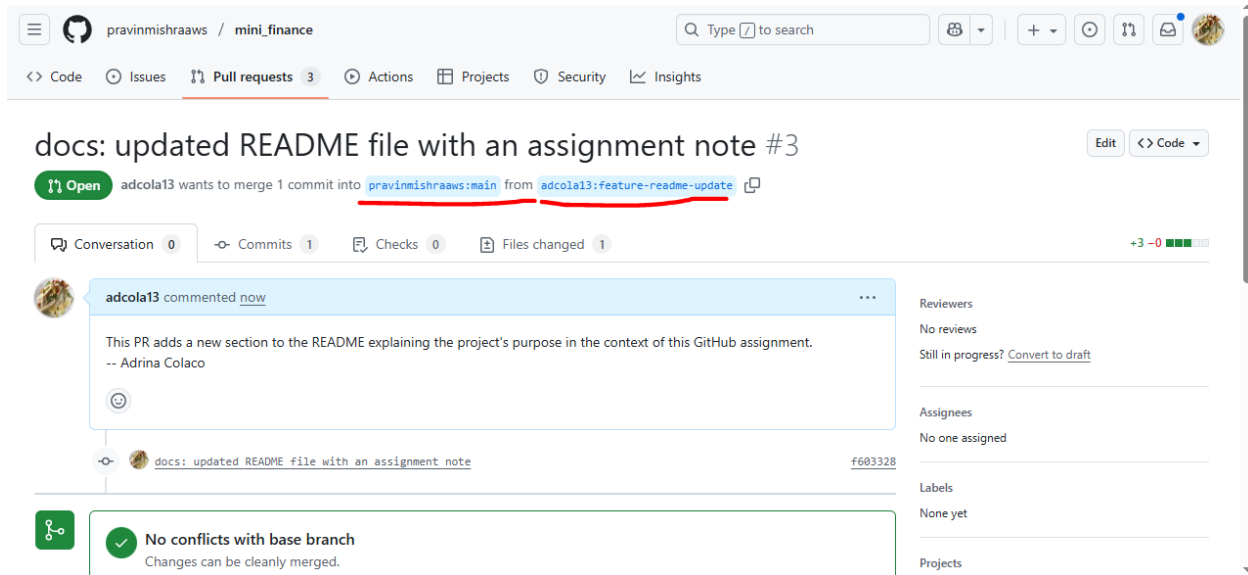 pravinmishraaws / mini_finance
Type / to search
Code Issues Pull requests 3 Actions Projects Security Insights
docs: updated README file with an assignment note #3
Edit <> Code
Open adcola13 wants to merge 1 commit into pravinmishraaws:main from adcola13:feature-readme-update
Conversation 0 Commits 1 Checks 0 Files changed 1
+3 −0
adcola13 commented now
This PR adds a new section to the README explaining the project's purpose in the context of this GitHub assignment.
-- Adrina Colaco
docs: updated README file with an assignment note f603328
No conflicts with base branch
Changes can be cleanly merged.
Reviewers
No reviews
Still in progress? Convert to draft
Assignees
No one assigned
Labels
None yet
Projects